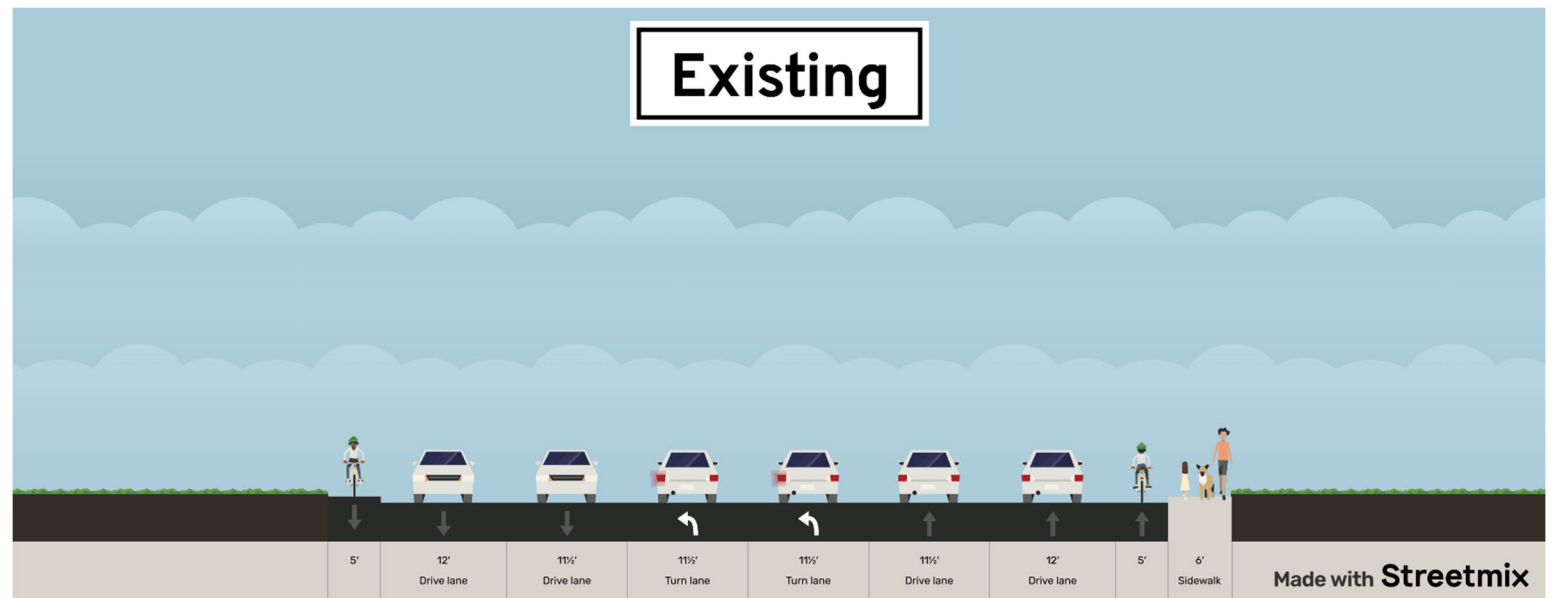 Existing
5'
12'
Drive lane
11½'
Drive lane
11½'
Turn lane
11½'
Turn lane
11½'
Drive lane
12'
Drive lane
5'
6'
Sidewalk
Made with Streetmix